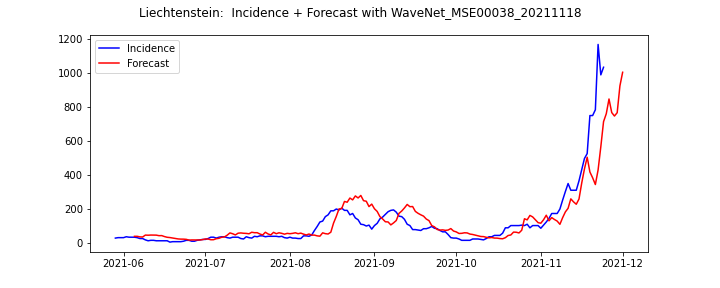 Liechtenstein:  Incidence + Forecast with WaveNet_MSE00038_20211118
Incidence
Forecast
1200
1000
800
600
400
200
0
2021-06 2021-07 2021-08 2021-09 2021-10 2021-11 2021-12